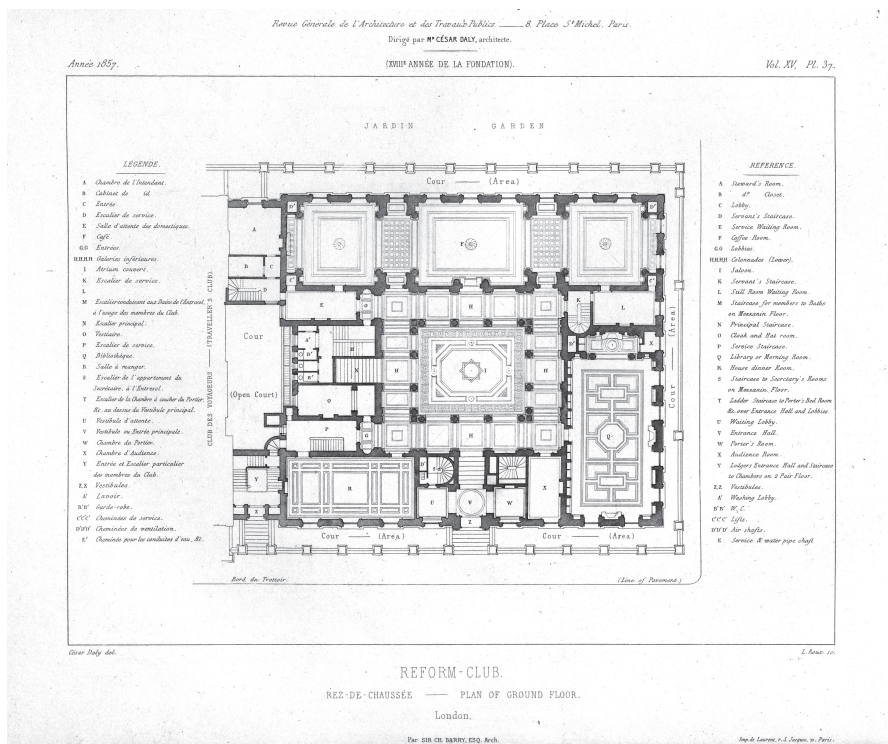 Revue Générale de l'Architecture et des Travaux Publics. — 8, Place St Michel, Paris.
Dirigé par Mr CÉSAR DALY, architecte.
Année 1857.
(XVIIIe ANNÉE DE LA FONDATION).
Vol. XV, Pl. 37.
JARDIN GARDEN
LÉGENDE.
A Chambre de l'Intendant.
B Cabinet de id
C Entrée
D Escalier de service.
E Salle d'attente des domestiques.
F Café.
G.G Entrées.
H.H.H.H Galeries inférieures.
I Atrium couvert.
K Escalier de service.
L
M Escalier conduisant aux Bains de l'Entresol,
à l'usage des membres du Club.
N Escalier principal.
O Vestiaire.
P Escalier de service.
Q Bibliothèque.
R Salle à manger.
S Escalier de l'appartement du
Secrétaire, à l'Entresol.
T Escalier de la Chambre à coucher du Portier
&c. au dessus du Vestibule principal.
U Vestibule d'attente.
V Vestibule ou Entrée principale.
W Chambre du Portier.
X Chambre d'Audience.
Y Entrée et Escalier particulier
des membres du Club.
Z,Z Vestibules.
A' Lavoir.
B'B' Garde-robe.
C'C'C' Cheminées de service.
D'D'D' Cheminées de ventilation.
E' Cheminée pour les conduites d'eau, &c.
REFERENCE.
A Steward's Room.
B do Closet.
C Lobby.
D Servant's Staircase.
E Service Waiting Room.
F Coffee Room.
G.G Lobbies.
H.H.H.H Colonnades (Lower).
I Saloon.
K Servant's Staircase.
L Still Room Waiting Room
M Staircase for members to Baths
on Mezzanin Floor.
N Principal Staircase.
O Cloak and Hat room.
P Service Staircase.
Q Library or Morning Room.
R House dinner Room.
S Staircase to Secretary's Rooms
on Mezzanin Floor.
T Ladder Staircase to Porter's Bed Room
&c. over Entrance Hall and Lobbies.
U Waiting Lobby.
V Entrance Hall.
W Porter's Room.
X Audience Room.
Y Lodgers Entrance Hall and Staircase
to Chambers on 2 Pair Floor.
Z,Z Vestibules.
A' Washing Lobby.
B'B' W.C.
C'C'C' Lifts.
D'D'D' Air shafts.
E Service & water pipe shaft
Cour — (Area)
D' D'
A F
B C
C' C'
D
E G H K L
Cour
A' M D' X
H I H
D' N
B'
(Open Court)
O Q
P G H
CLUB DES VOYAGEURS — (TRAVELLER'S CLUB).
Cour — (Area)
Y R D' S T X
U V W
Z Z
Cour — (Area) Cour — (Area)
Bord du Trottoir.
(Line of Pavement.)
César Daly del.
L. Roux sc.
REFORM-CLUB.
REZ-DE-CHAUSSÉE — PLAN OF GROUND FLOOR.
London.
Par SIR CH. BARRY, ESQ. Arch.
Imp. de Laurent, r. S. Jacques, 71, Paris.